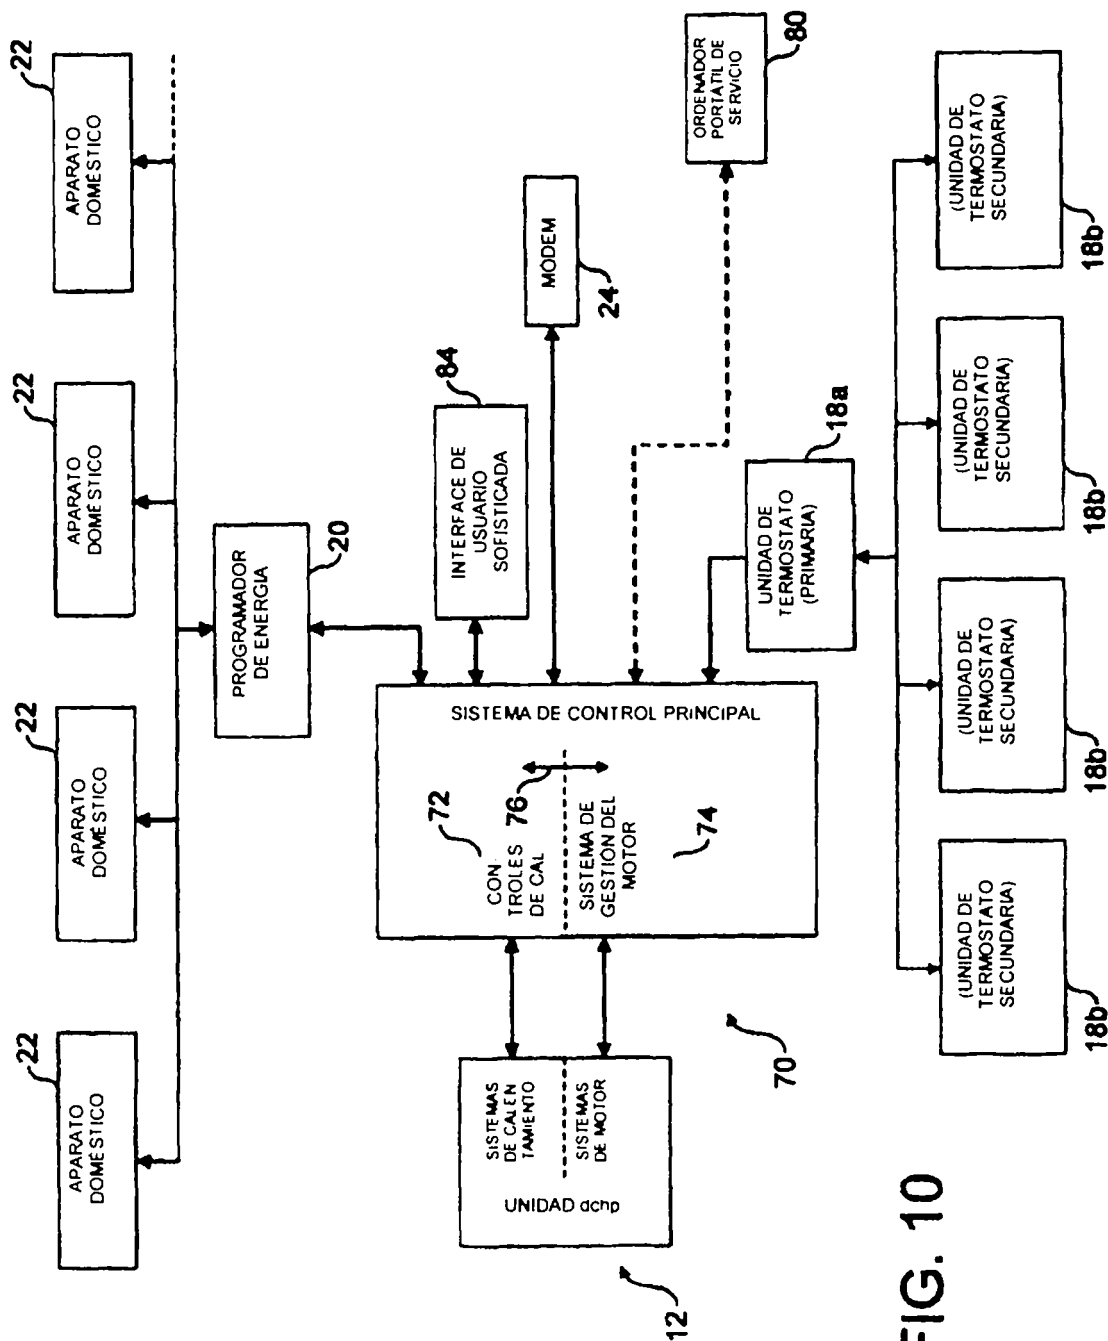 22
APARATO
DOMÉSTICO
22
APARATO
DOMÉSTICO
22
APARATO
DOMÉSTICO
22
APARATO
DOMÉSTICO
PROGRAMADOR
DE ENERGIA
20
INTERFACE DE
USUARIO
SOFISTICADA
84
MÓDEM
24
ORDENADOR
PORTÁTIL DE
SERVICIO
80
SISTEMA DE CONTROL PRINCIPAL
72
CON
TROLES
DE CAL
76
SISTEMA DE
GESTIÓN DEL
MOTOR
74
70
SISTEMAS
DE CALEN
TAMIENTO
SISTEMAS
DE MOTOR
UNIDAD dchp
12
UNIDAD DE
TERMOSTATO
(PRIMARIA)
18a
(UNIDAD DE
TERMOSTATO
SECUNDARIA)
18b
(UNIDAD DE
TERMOSTATO
SECUNDARIA)
18b
(UNIDAD DE
TERMOSTATO
SECUNDARIA)
18b
(UNIDAD DE
TERMOSTATO
SECUNDARIA)
18b
FIG. 10